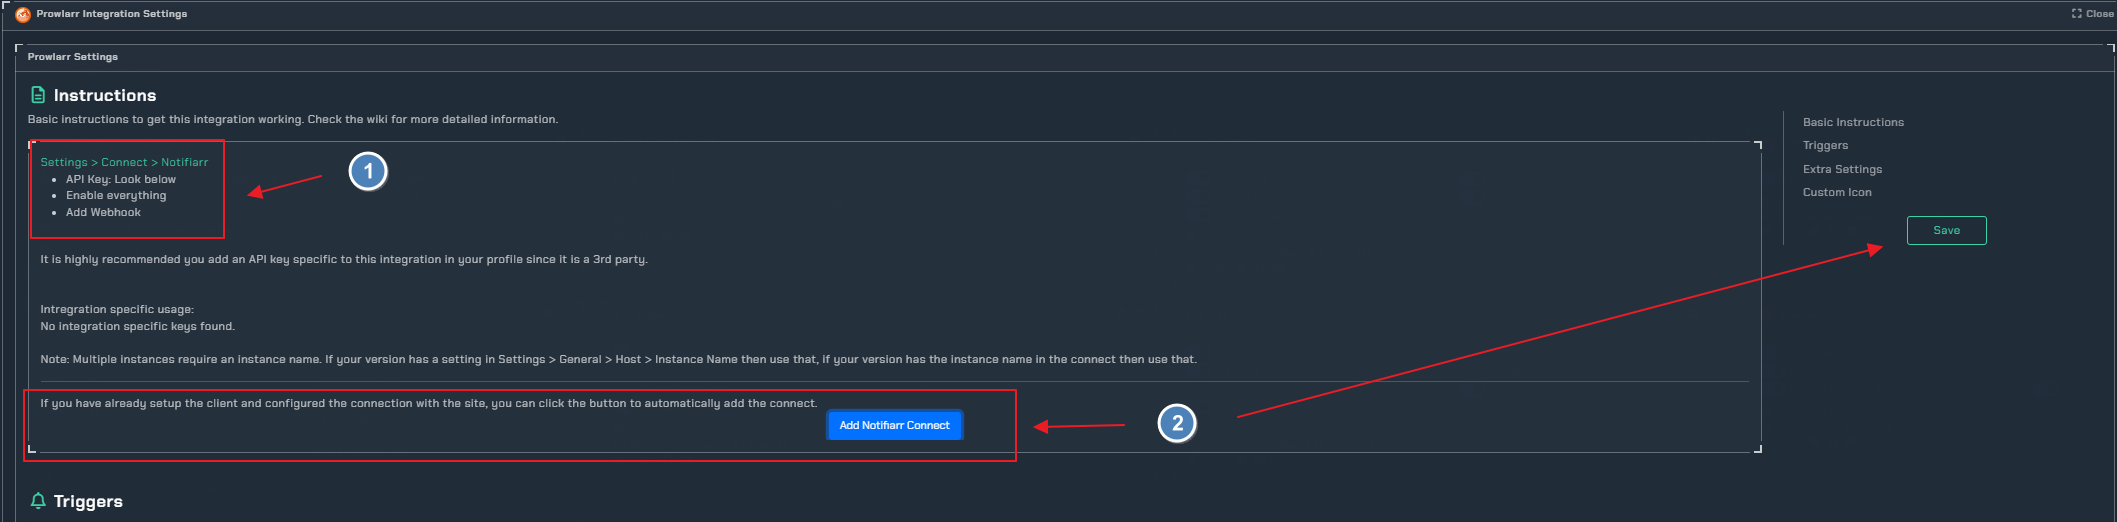 Prowlarr Integration Settings
Close
Prowlarr Settings
Instructions
Basic instructions to get this integration working. Check the wiki for more detailed information.
Settings > Connect > Notifiarr
• API Key: Look below
• Enable everything
• Add Webhook
1
Basic Instructions
Triggers
Extra Settings
Custom Icon
Save
It is highly recommended you add an API key specific to this integration in your profile since it is a 3rd party.
Intregration specific usage:
No integration specific keys found.
Note: Multiple instances require an instance name. If your version has a setting in Settings > General > Host > Instance Name then use that, if your version has the instance name in the connect then use that.
If you have already setup the client and configured the connection with the site, you can click the button to automatically add the connect.
Add Notifiarr Connect
2
Triggers